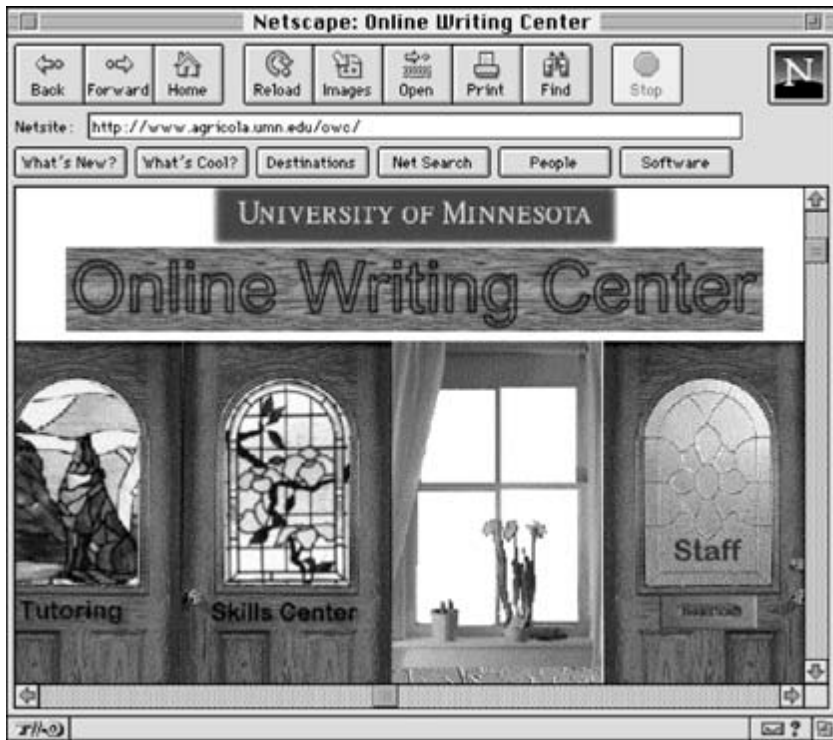 Netscape: Online Writing Center
Back Forward Home Reload Images Open Print Find Stop
N
Netsite: http://www.agricola.umn.edu/owc/
What's New? What's Cool? Destinations Net Search People Software
UNIVERSITY OF MINNESOTA
Online Writing Center
Staff
Tutoring Skills Center
?